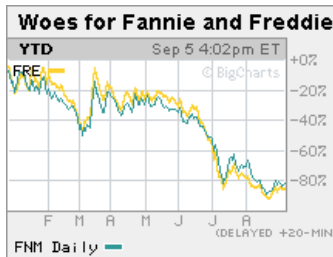 Woes for Fannie and Freddie
YTD Sep 5 4:02pm ET
FRE © BigCharts +0%
-20%
-40%
-60%
-80%
F M A M J J A
(DELAYED +20-MIN
FNM Daily